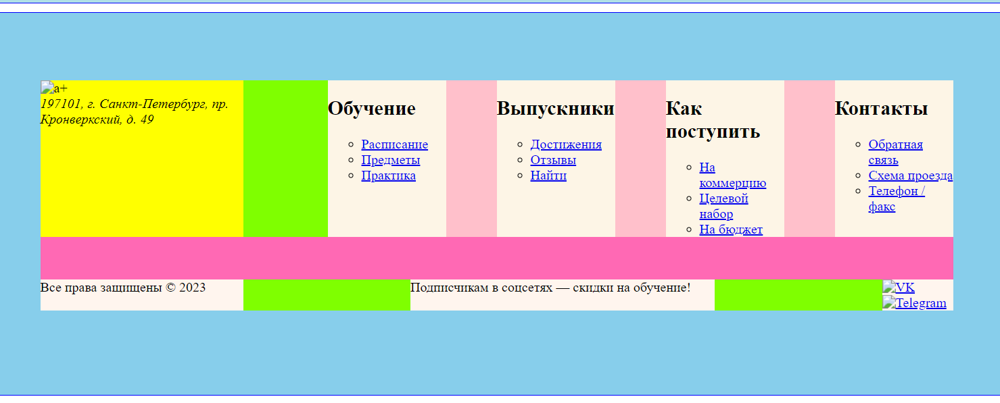 a+
197101, г. Санкт-Петербург, пр.
Кронверкский, д. 49
Обучение
Расписание
Предметы
Практика
Выпускники
Достижения
Отзывы
Найти
Как
поступить
На
коммерцию
Целевой
набор
На бюджет
Контакты
Обратная
связь
Схема проезда
Телефон /
факс
Все права защищены © 2023
Подписчикам в соцсетях — скидки на обучение!
VK
Telegram